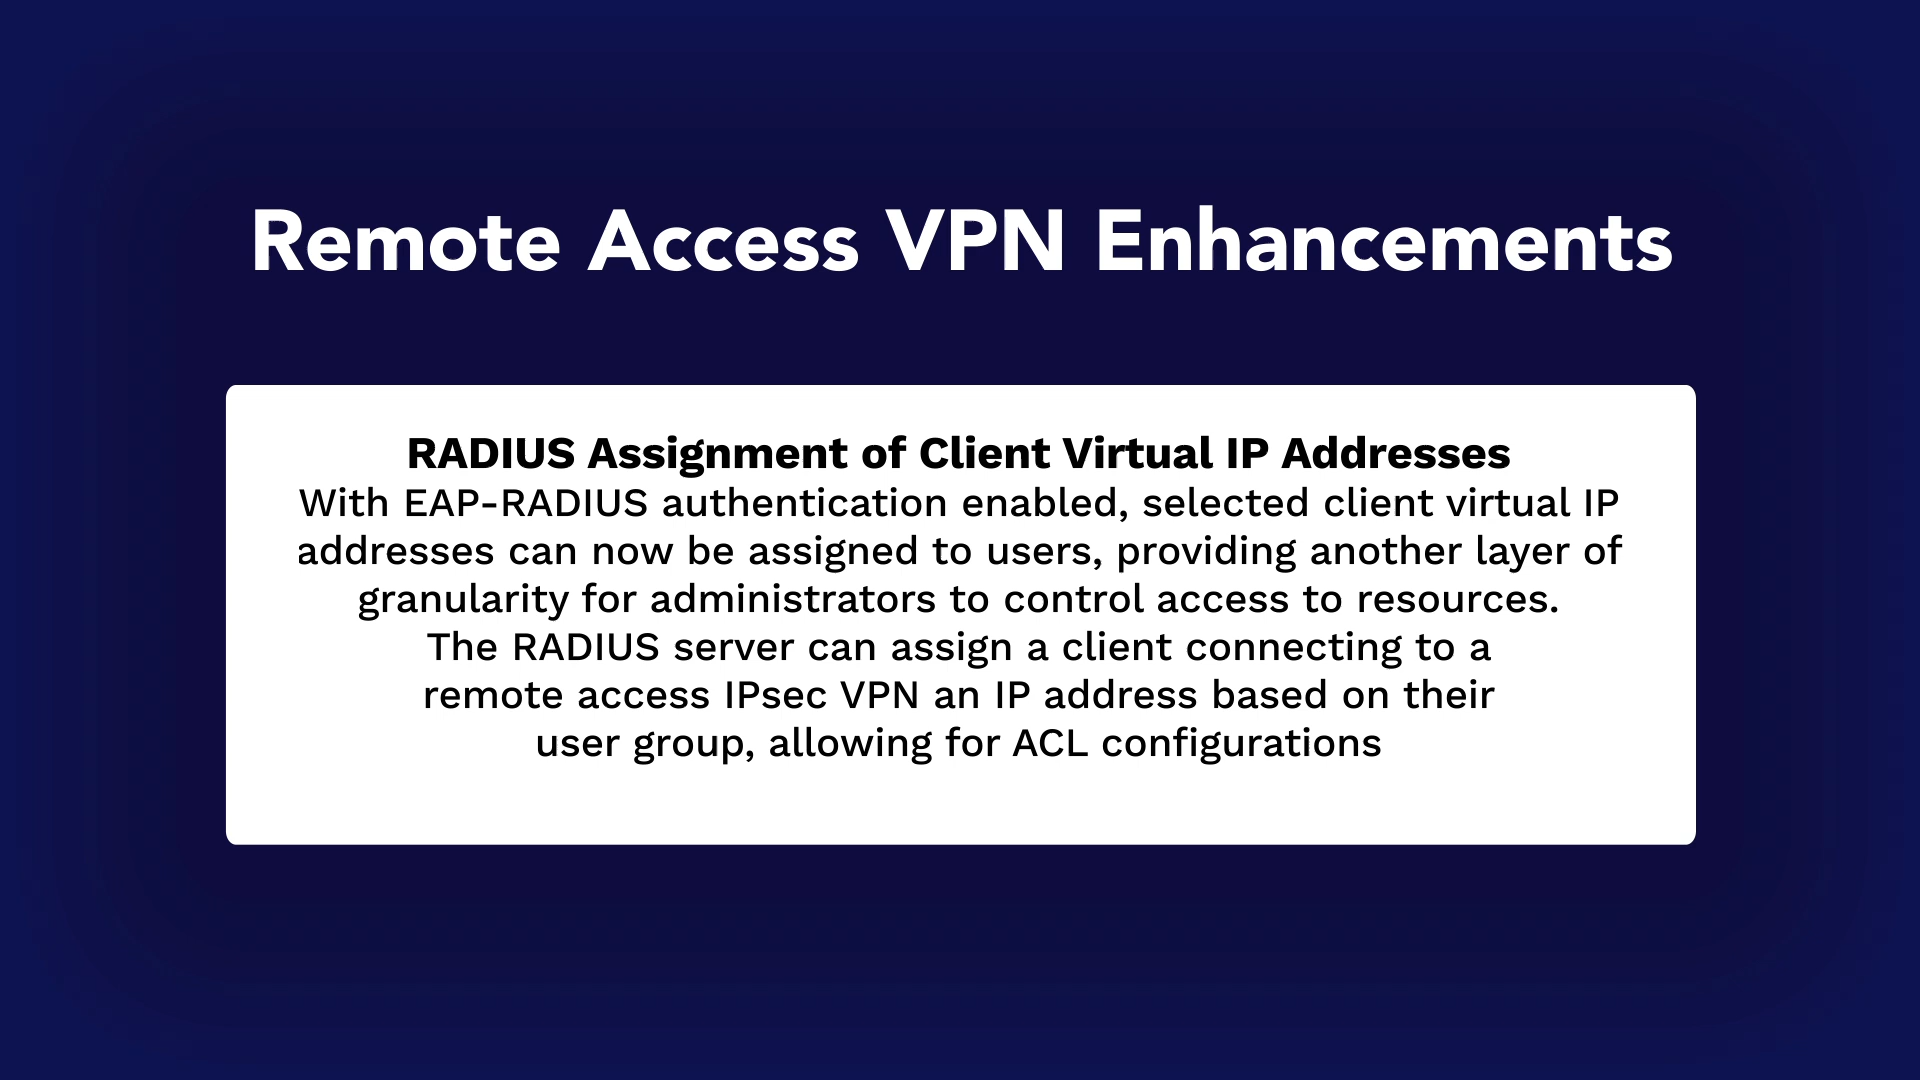 Remote Access VPN Enhancements
RADIUS Assignment of Client Virtual IP Addresses
With EAP-RADIUS authentication enabled, selected client virtual IP
addresses can now be assigned to users, providing another layer of
granularity for administrators to control access to resources.
The RADIUS server can assign a client connecting to a
remote access IPsec VPN an IP address based on their
user group, allowing for ACL configurations